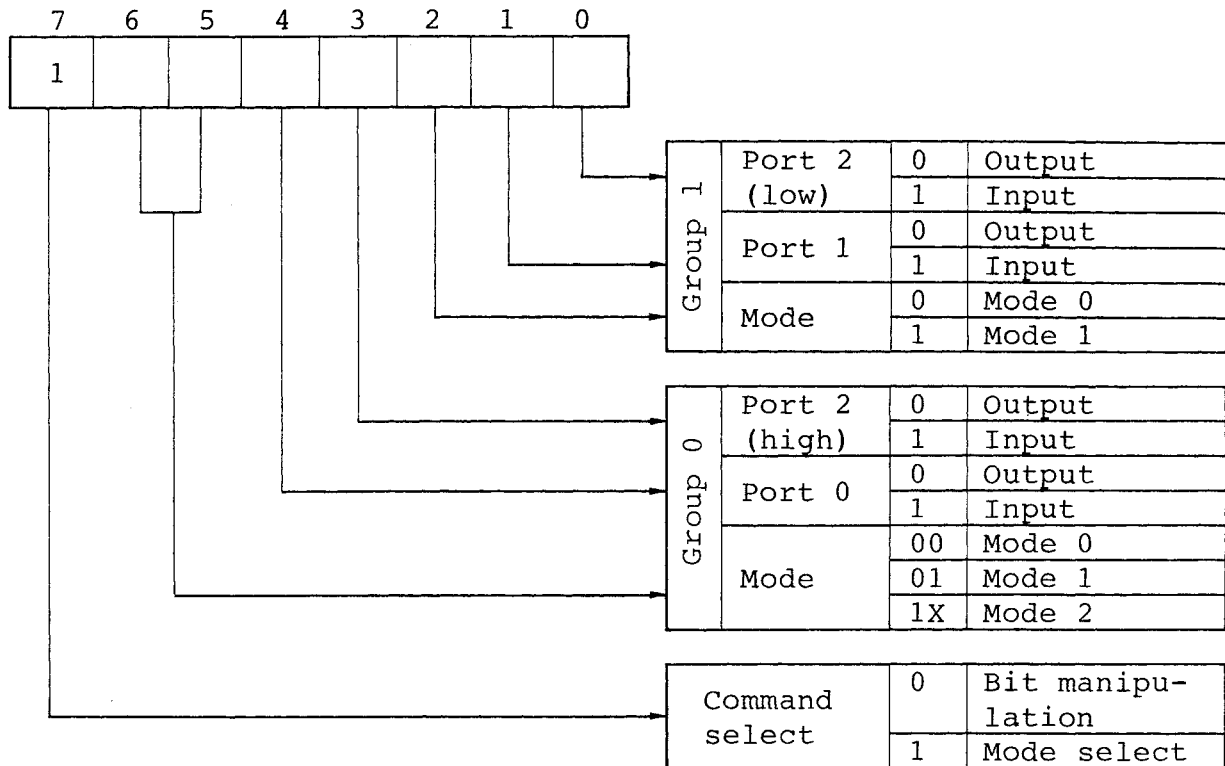 7 6 5 4 3 2 1 0
1
Group 1
Port 2 0 Output
(low) 1 Input
Port 1 0 Output
1 Input
Mode 0 Mode 0
1 Mode 1
Group 0
Port 2 0 Output
(high) 1 Input
Port 0 0 Output
1 Input
Mode 00 Mode 0
01 Mode 1
1X Mode 2
Command select 0 Bit manipu-
lation
1 Mode select